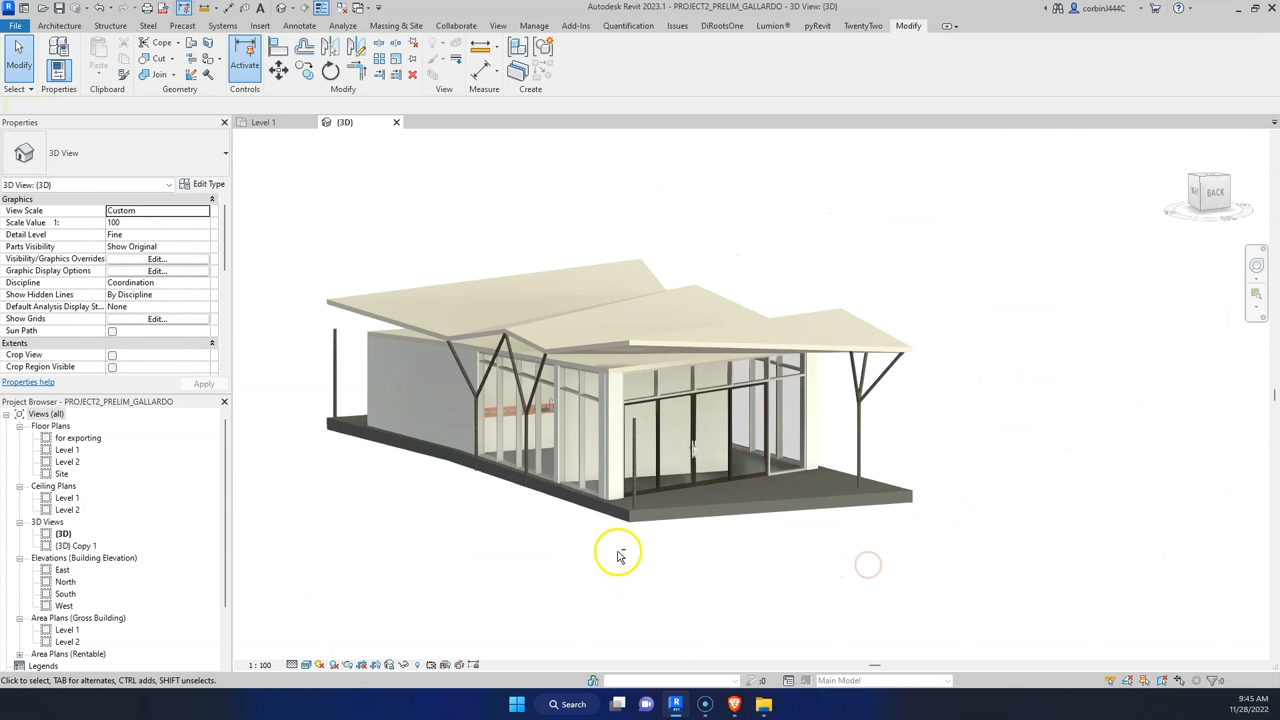 Autodesk Revit 2023.1 - PROJECT2_PRELIM_GALLARDO - 3D View: {3D}
corbinJ444C
File Architecture Structure Steel Precast Systems Insert Annotate Analyze Massing & Site Collaborate View Manage Add-Ins Quantification Issues DiRootsOne Lumion® pyRevit TwentyTwo Modify
Modify Paste Cope Cut Join Activate
Select Properties Clipboard Geometry Controls Modify View Measure Create
Properties
Level 1 {3D}
3D View
3D View: {3D} Edit Type
Graphics
View Scale Custom
Scale Value 1: 100
Detail Level Fine
Parts Visibility Show Original
Visibility/Graphics Overrides Edit...
Graphic Display Options Edit...
Discipline Coordination
Show Hidden Lines By Discipline
Default Analysis Display St... None
Show Grids Edit...
Sun Path
Extents
Crop View
Crop Region Visible
Properties help Apply
Project Browser - PROJECT2_PRELIM_GALLARDO
Views (all)
Floor Plans
for exporting
Level 1
Level 2
Site
Ceiling Plans
Level 1
Level 2
3D Views
{3D}
{3D} Copy 1
Elevations (Building Elevation)
East
North
South
West
Area Plans (Gross Building)
Level 1
Level 2
Area Plans (Rentable)
Legends
BACK
1 : 100
Click to select, TAB for alternates, CTRL adds, SHIFT unselects.
:0 Main Model :0
Search
9:45 AM
11/28/2022